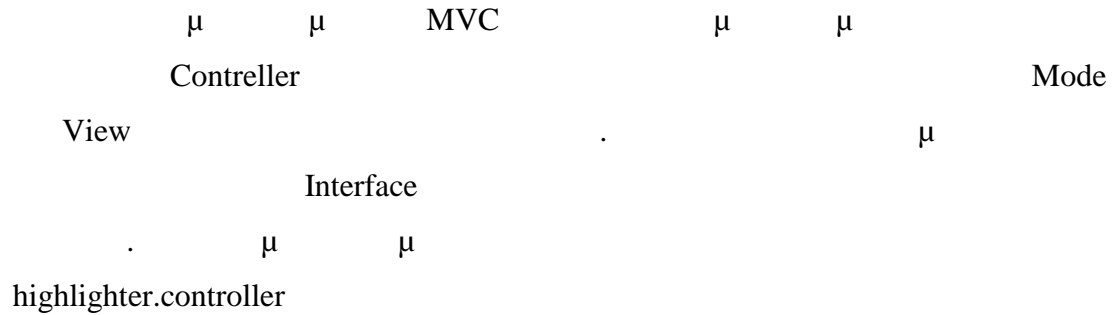 μ μ MVC μ μ
Contreller Mode
View . μ
Interface
. μ μ
highlighter.controller